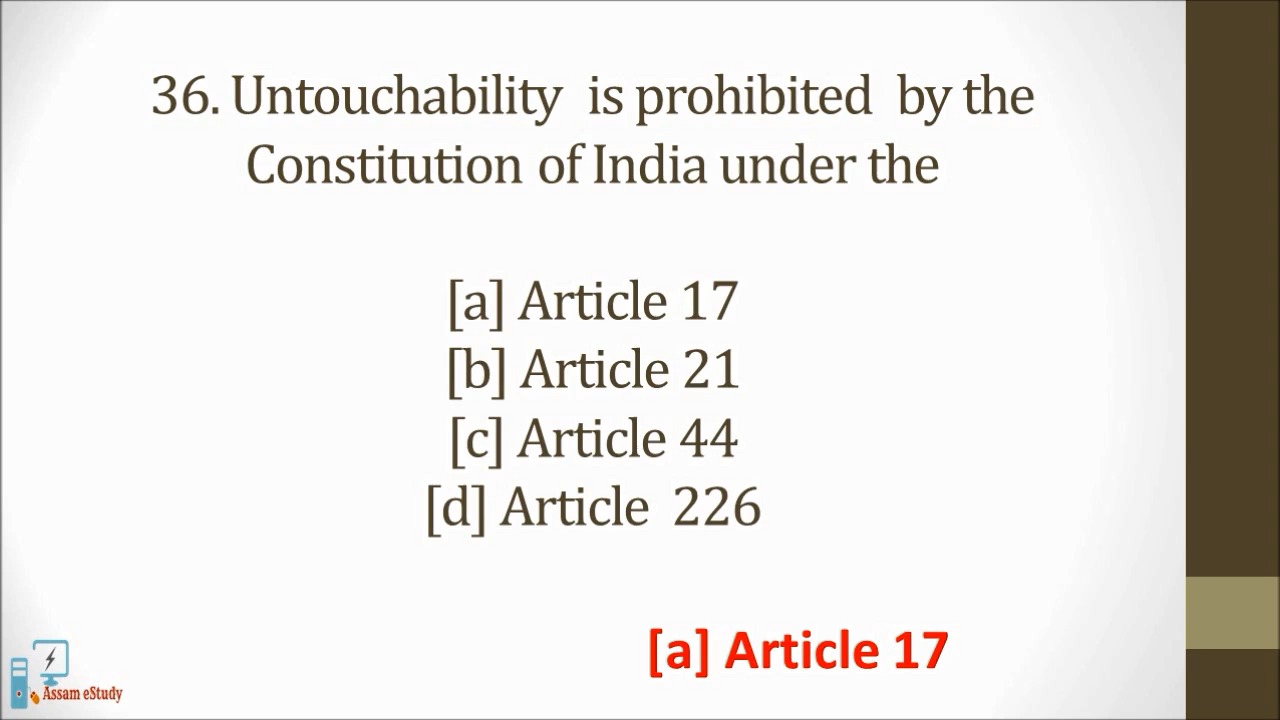 36. Untouchability is prohibited by the
Constitution of India under the
[a] Article 17
[b] Article 21
[c] Article 44
[d] Article 226
[a] Article 17
Assam eStudy